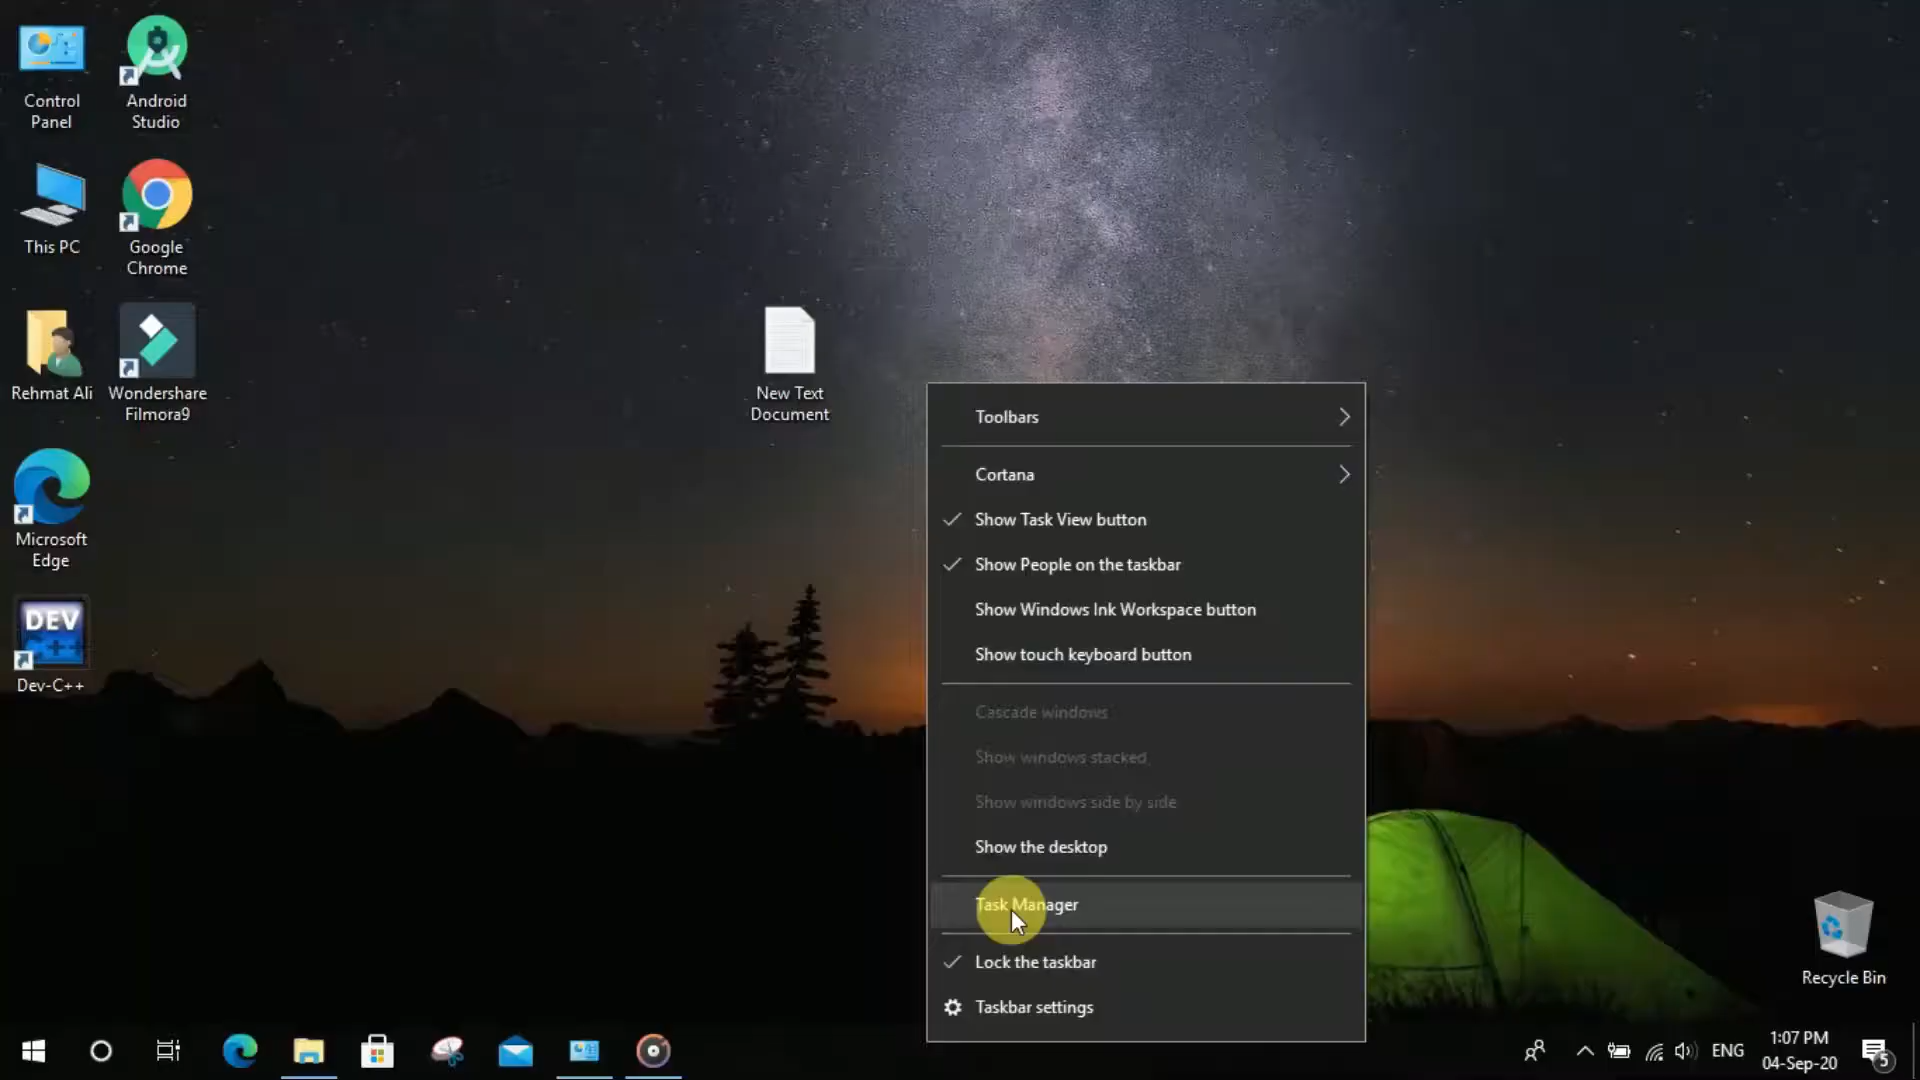 Control
Panel
Android
Studio
This PC
Google
Chrome
Rehmat Ali
Wondershare
Filmora9
New Text
Document
Microsoft
Edge
DEV
C++
Dev-C++
Toolbars
Cortana
Show Task View button
Show People on the taskbar
Show Windows Ink Workspace button
Show touch keyboard button
Cascade windows
Show windows stacked
Show windows side by side
Show the desktop
Task Manager
Lock the taskbar
Taskbar settings
Recycle Bin
ENG
1:07 PM
04-Sep-20
5